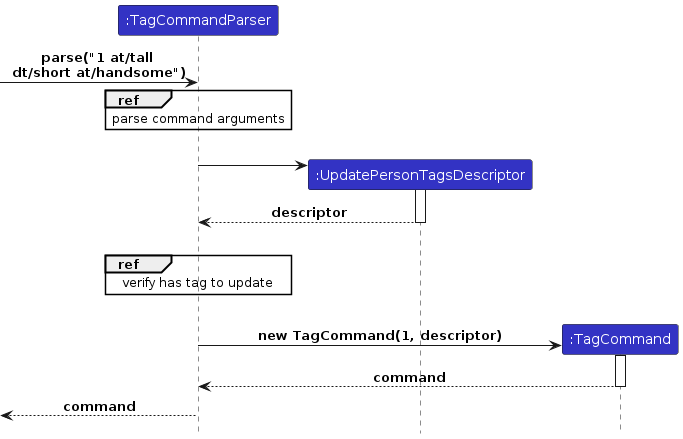 :TagCommandParser
parse("1 at/tall
dt/short at/handsome")
ref
parse command arguments
:UpdatePersonTagsDescriptor
descriptor
ref
verify has tag to update
new TagCommand(1, descriptor)
:TagCommand
command
command